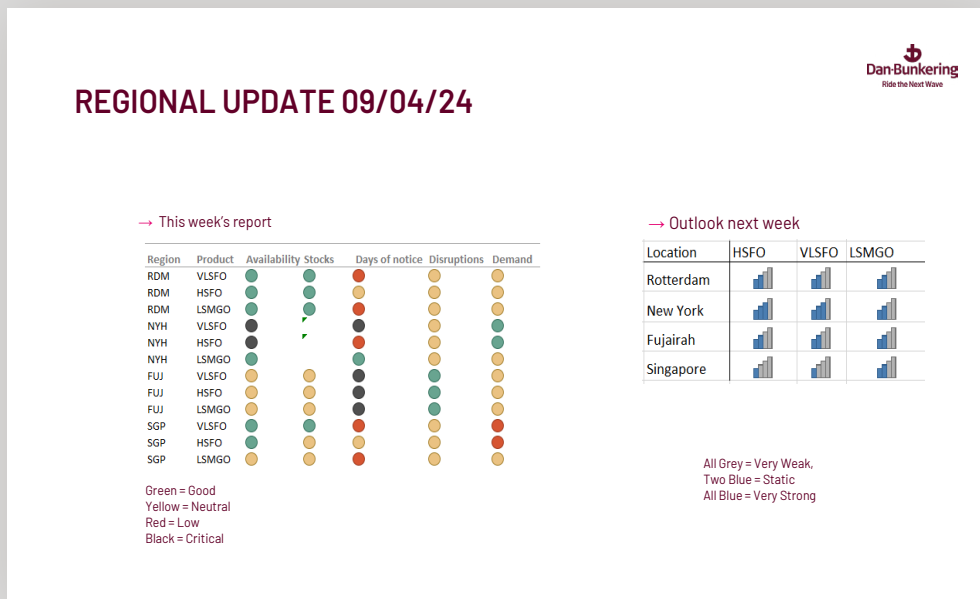 Dan-Bunkering
Ride the Next Wave
REGIONAL UPDATE 09/04/24
→ This week's report
Region Product Availability Stocks Days of notice Disruptions Demand
RDM VLSFO
RDM HSFO
RDM LSMGO
NYH VLSFO
NYH HSFO
NYH LSMGO
FUJ VLSFO
FUJ HSFO
FUJ LSMGO
SGP VLSFO
SGP HSFO
SGP LSMGO
Green = Good
Yellow = Neutral
Red = Low
Black = Critical
→ Outlook next week
Location HSFO VLSFO LSMGO
Rotterdam
New York
Fujairah
Singapore
All Grey = Very Weak,
Two Blue = Static
All Blue = Very Strong